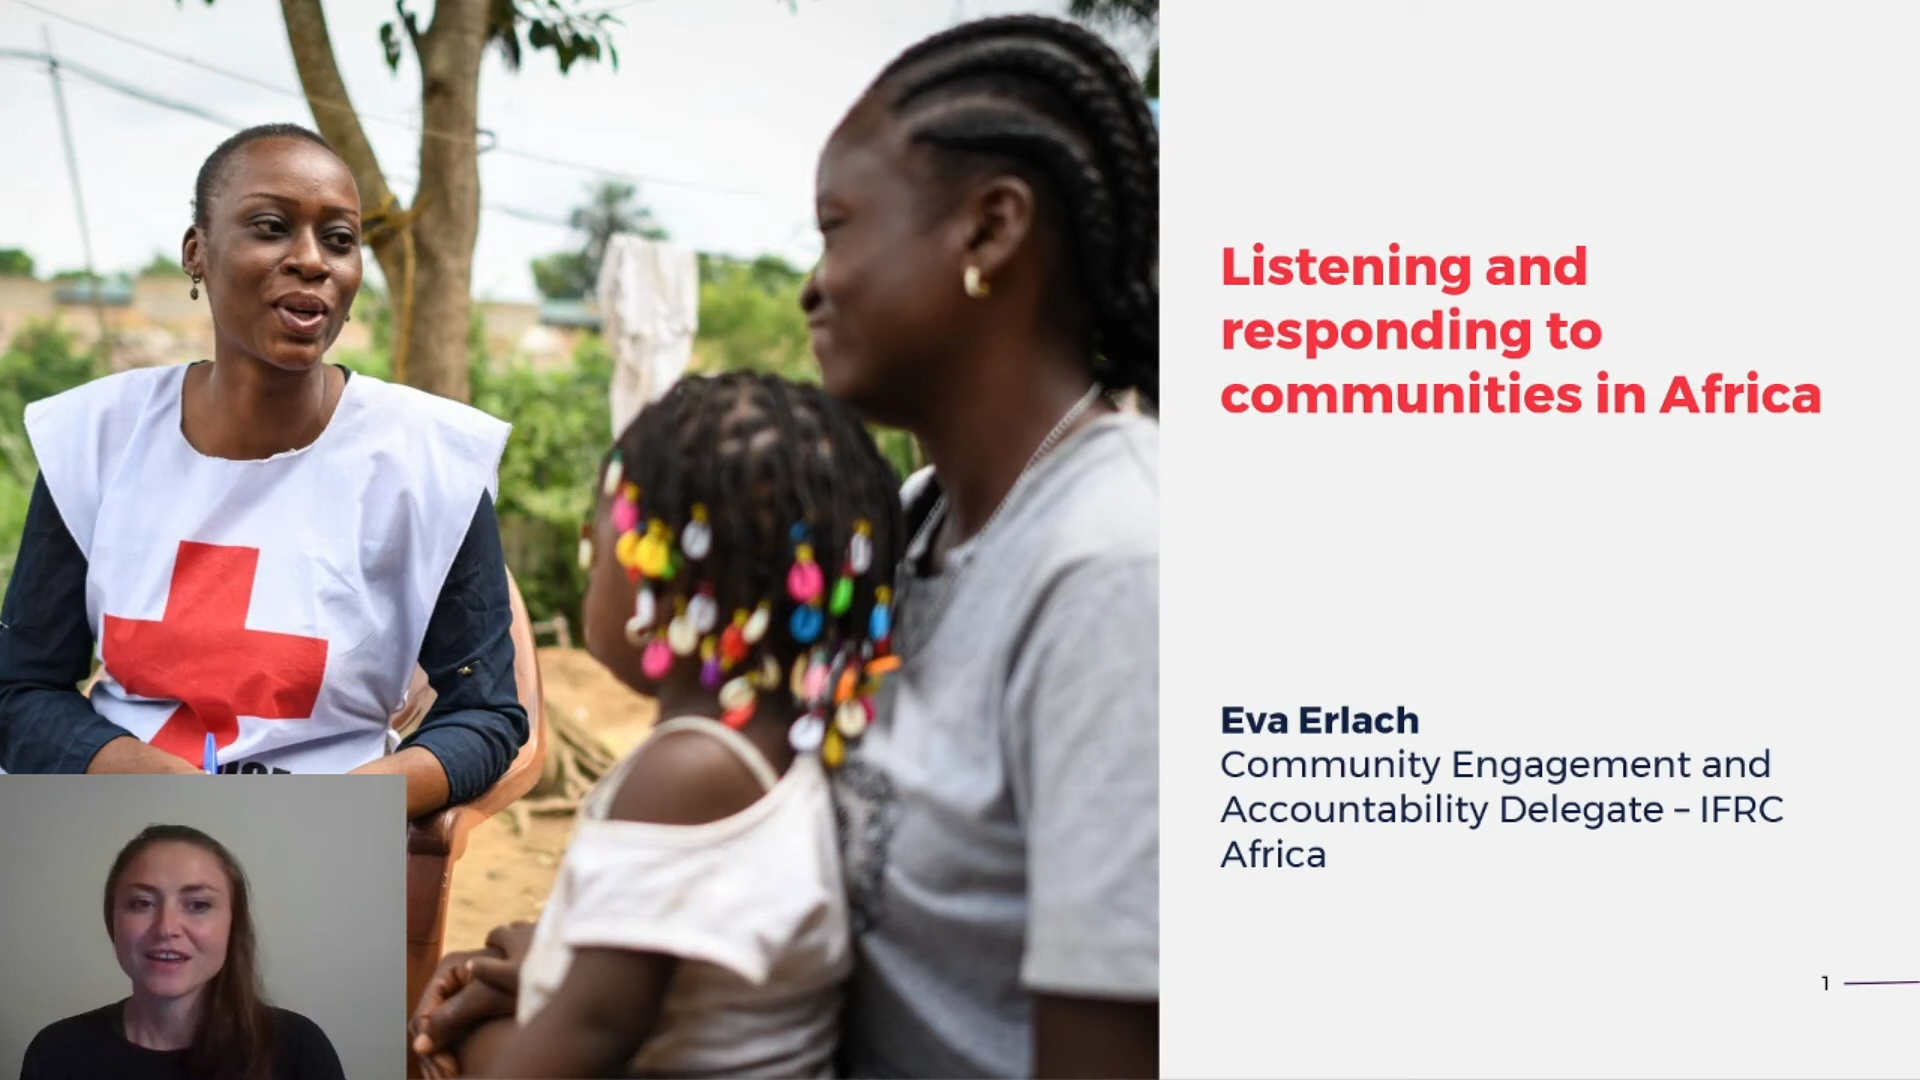 Listening and
responding to
communities in Africa
Eva Erlach
Community Engagement and
Accountability Delegate – IFRC
Africa
1